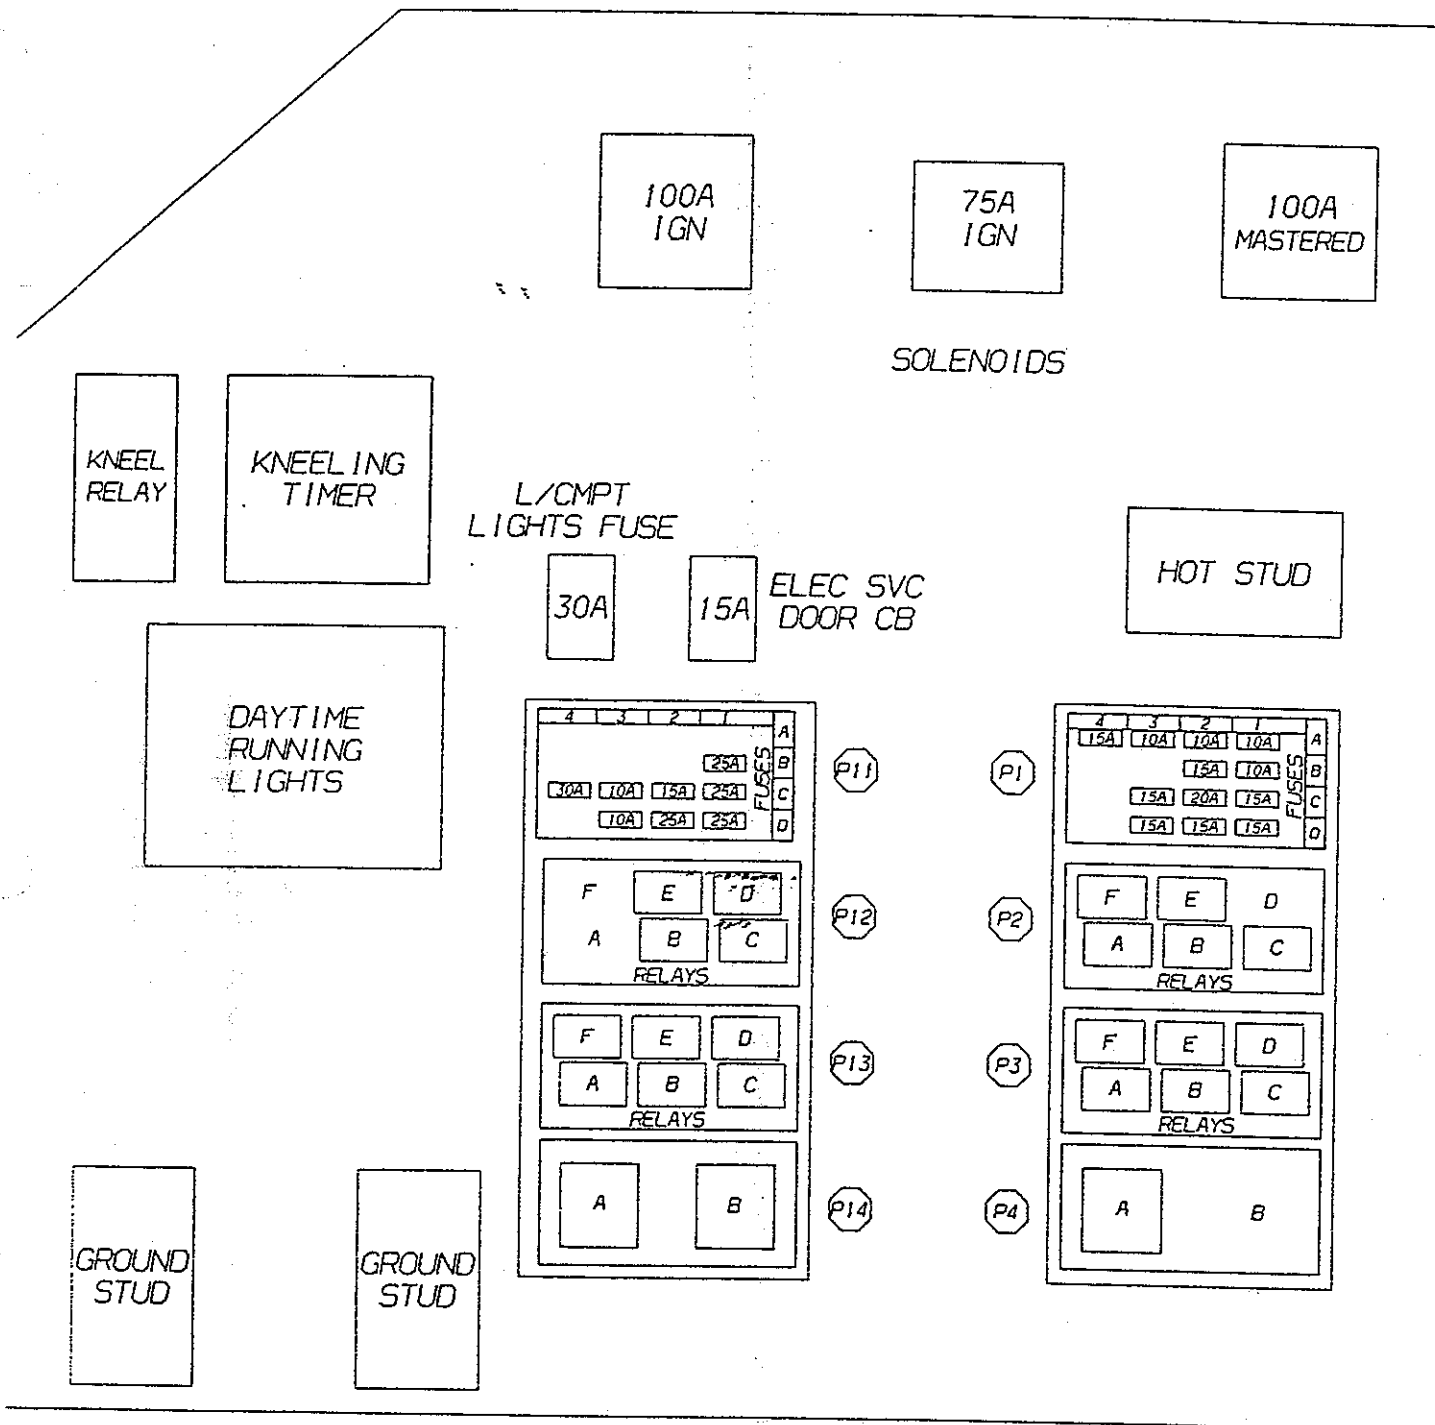 100A
IGN
75A
IGN
100A
MASTERED
SOLENOIDS
KNEEL
RELAY
KNEELING
TIMER
L/CMPT
LIGHTS FUSE
30A
15A
ELEC SVC
DOOR CB
HOT STUD
DAYTIME
RUNNING
LIGHTS
4 3 2 1
A
25A B
30A 10A 15A 25A C
10A 25A 25A D
FUSES
P11
F E D
A B C
RELAYS
P12
F E D
A B C
RELAYS
P13
A B
P14
P1
4 3 2 1
15A 10A 10A 10A A
15A 10A B
15A 20A 15A C
15A 15A 15A D
FUSES
P2
F E D
A B C
RELAYS
P3
F E D
A B C
RELAYS
P4
A B
GROUND
STUD
GROUND
STUD